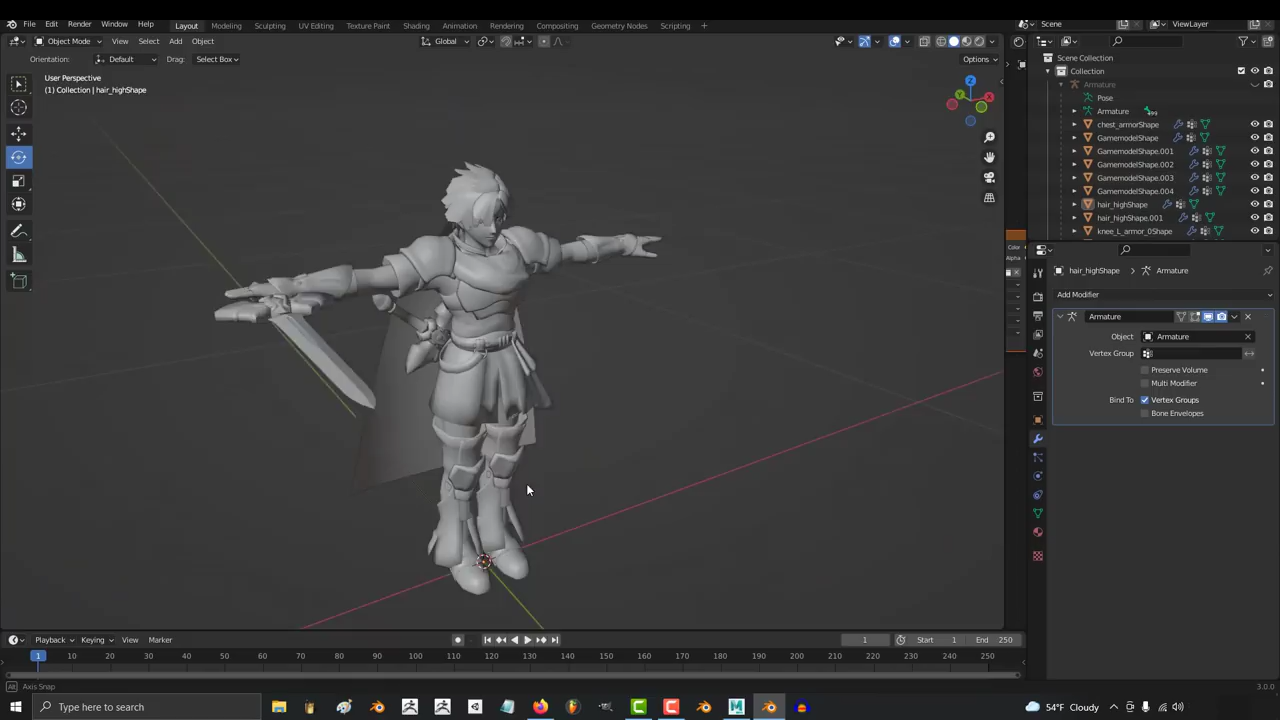 File Edit Render Window Help Layout Modeling Sculpting UV Editing Texture Paint Shading Animation Rendering Compositing Geometry Nodes Scripting + Scene ViewLayer
Object Mode View Select Add Object Global
Orientation: Default Drag: Select Box Options
User Perspective
(1) Collection | hair_highShape
Z
Y
X
Scene Collection
Collection
Armature
Pose
Armature
chest_armorShape
GamemodelShape
GamemodelShape.001
GamemodelShape.002
GamemodelShape.003
GamemodelShape.004
hair_highShape
hair_highShape.001
knee_L_armor_0Shape
Color
Alpha
hair_highShape > Armature
Add Modifier
Armature
Object Armature
Vertex Group
Preserve Volume
Multi Modifier
Bind To Vertex Groups
Bone Envelopes
Playback Keying View Marker 1 Start 1 End 250
1 10 20 30 40 50 60 70 80 90 100 110 120 130 140 150 160 170 180 190 200 210 220 230 240 250
Alt Axis Snap 3.0.0
Type here to search 54°F Cloudy